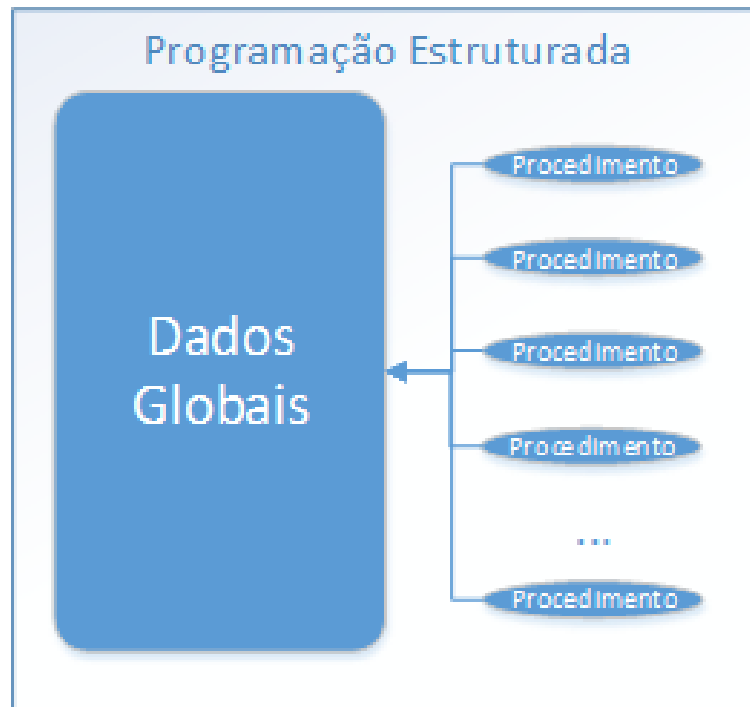 Programação Estruturada
Dados
Globais
Procedimento
Procedimento
Procedimento
Procedimento
...
Procedimento